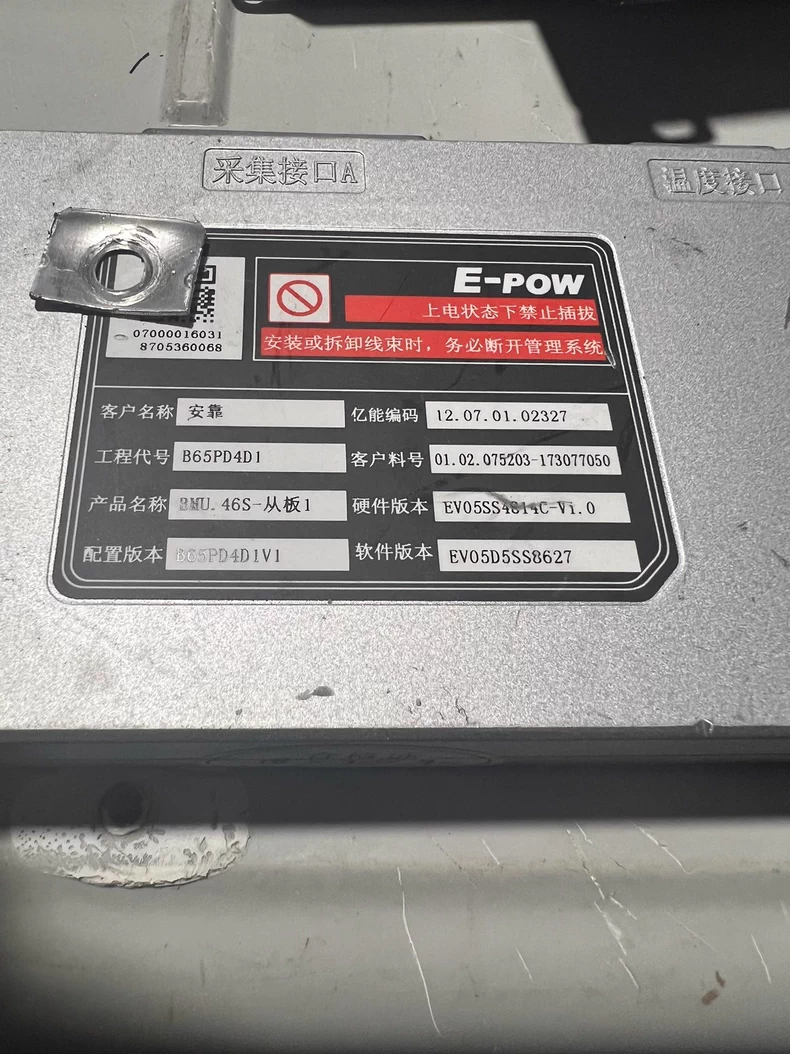 采集接口A
温度接口
E-POW
上电状态下禁止插拔
安装或拆卸线束时，务必断开管理系统
07000016031
8705360068
客户名称 安靠 亿能编码 12.07.01.02327
工程代号 B65PD4D1 客户料号 01.02.075203-173077050
产品名称 BMU.46S-从板1 硬件版本 EV05SS4814C-V1.0
配置版本 B65PD4D1V1 软件版本 EV05D5SS8627